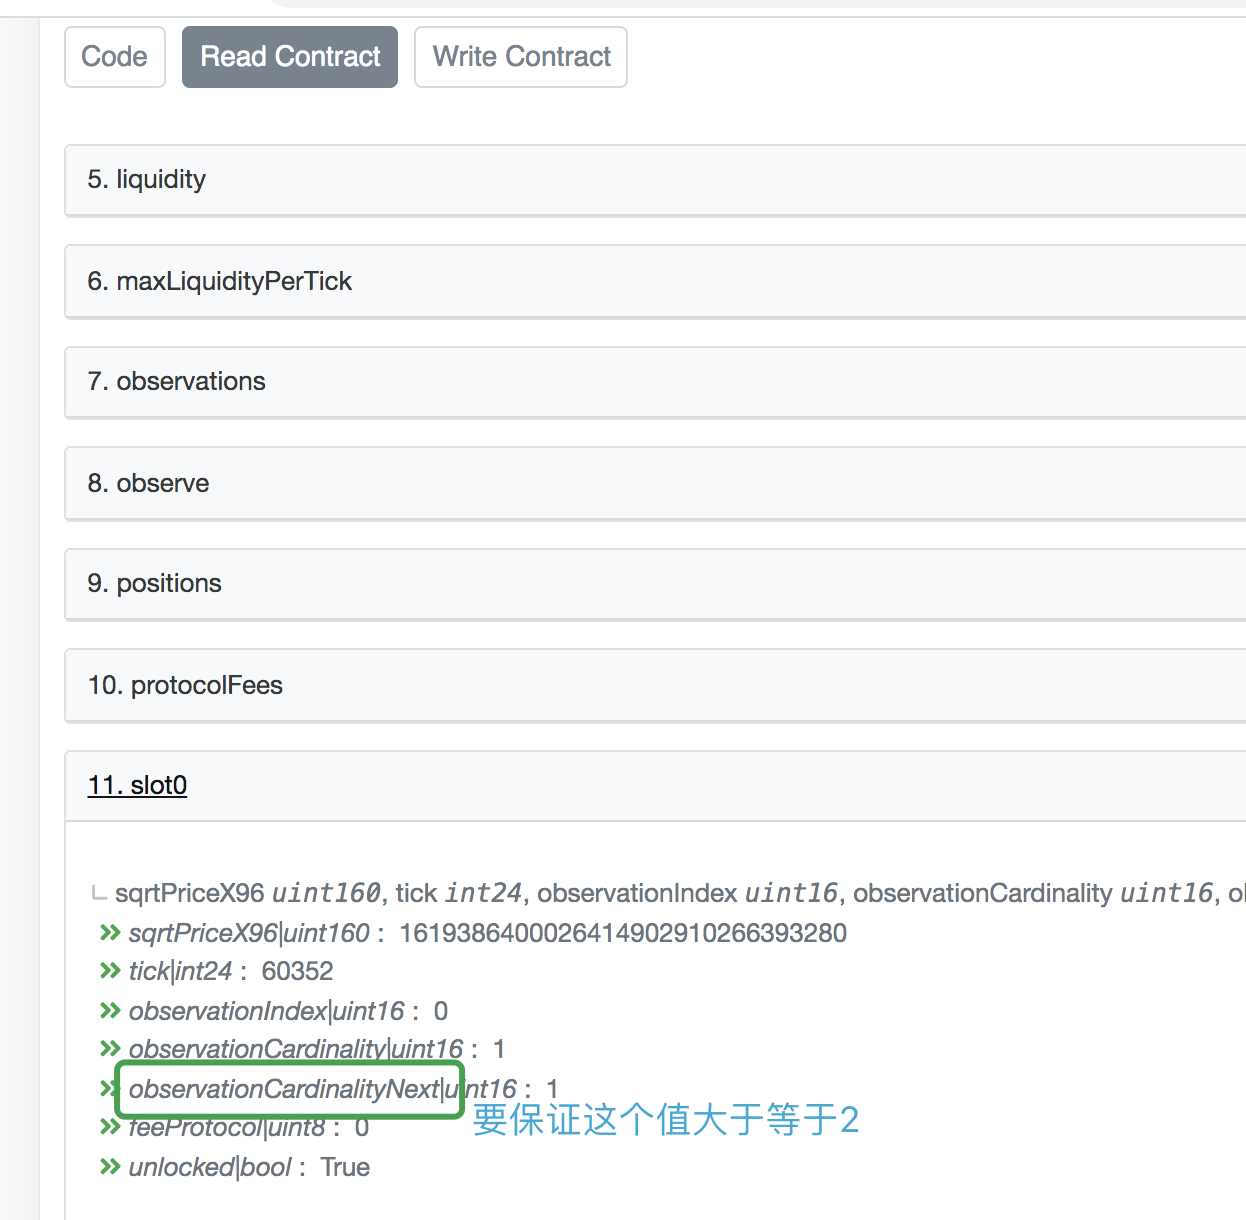 Code Read Contract Write Contract
5. liquidity
6. maxLiquidityPerTick
7. observations
8. observe
9. positions
10. protocolFees
11. slot0
sqrtPriceX96 uint160, tick int24, observationIndex uint16, observationCardinality uint16,
sqrtPriceX96|uint160 : 1619386400026414902910266393280
tick|int24 : 60352
observationIndex|uint16 : 0
observationCardinality|uint16 : 1
observationCardinalityNext|uint16 : 1
要保证这个值大于等于2
feeProtocol|uint8 : 0
unlocked|bool : True